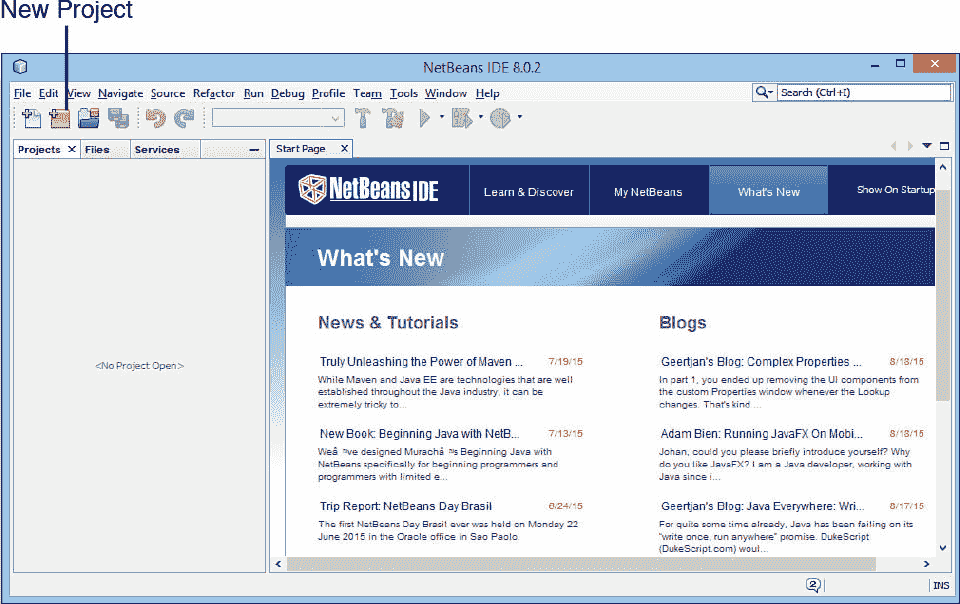 New Project
NetBeans IDE 8.0.2
File Edit View Navigate Source Refactor Run Debug Profile Team Tools Window Help
Search (Ctrl+I)
Projects X Files Services
Start Page X
NetBeans IDE
Learn & Discover
My NetBeans
What's New
Show On Startup
What's New
News & Tutorials
Truly Unleashing the Power of Maven ... 7/19/15
While Maven and Java EE are technologies that are well
established throughout the Java industry, it can be
extremely tricky to...
New Book: Beginning Java with NetB... 7/13/15
Weâ ve designed Murachâ s Beginning Java with
NetBeans specifically for beginning programmers and
programmers with limited e...
Trip Report: NetBeans Day Brasil 6/24/15
The first NetBeans Day Brasil ever was held on Monday 22
June 2015 in the Oracle office in Sao Paolo.
Blogs
Geertjan's Blog: Complex Properties ... 8/18/15
In part 1, you ended up removing the UI components from
the custom Properties window whenever the Lookup
changes. That's kind ...
Adam Bien: Running JavaFX On Mobi... 8/18/15
Johan, could you please briefly introduce yourself? Why
do you like JavaFX? I am a Java developer, working with
Java since i...
Geertjan's Blog: Java Everywhere: Wri... 8/17/15
For quite some time already, Java has been failing on its
"write once, run anywhere" promise. DukeScript
(DukeScript.com) woul...
<No Project Open>
2
INS